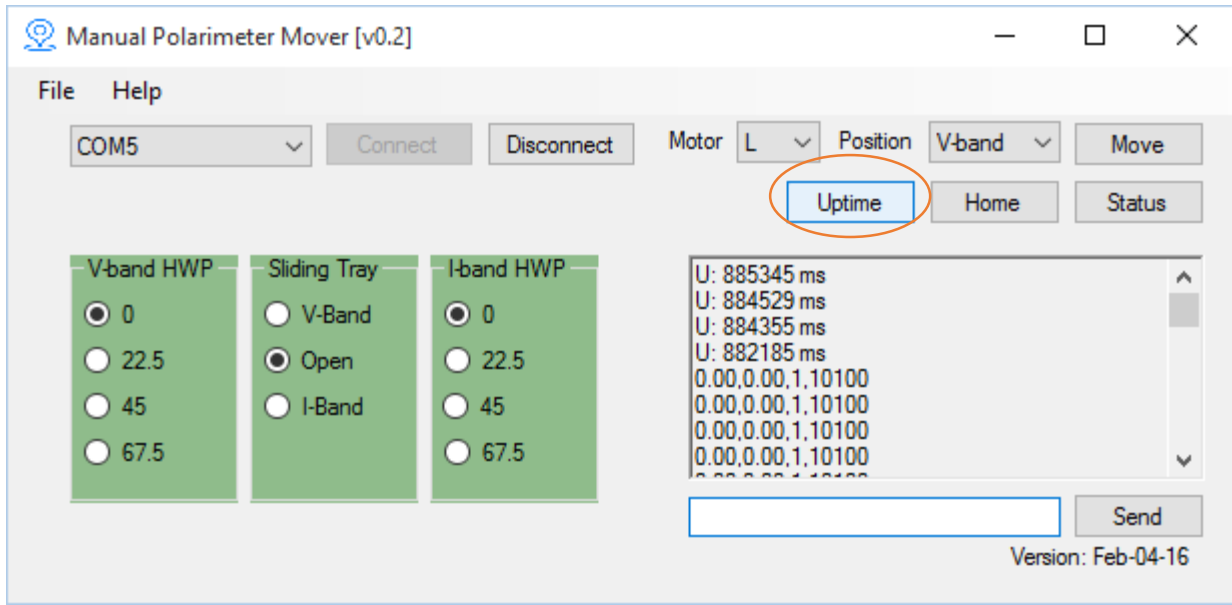 Manual Polarimeter Mover [v0.2]
File Help
COM5 Connect Disconnect Motor L Position V-band Move
Uptime Home Status
V-band HWP Sliding Tray I-band HWP
0 V-Band 0
22.5 Open 22.5
45 I-Band 45
67.5 67.5
U: 885345 ms
U: 884529 ms
U: 884355 ms
U: 882185 ms
0.00,0.00,1,10100
0.00,0.00,1,10100
0.00,0.00,1,10100
0.00,0.00,1,10100
Send
Version: Feb-04-16